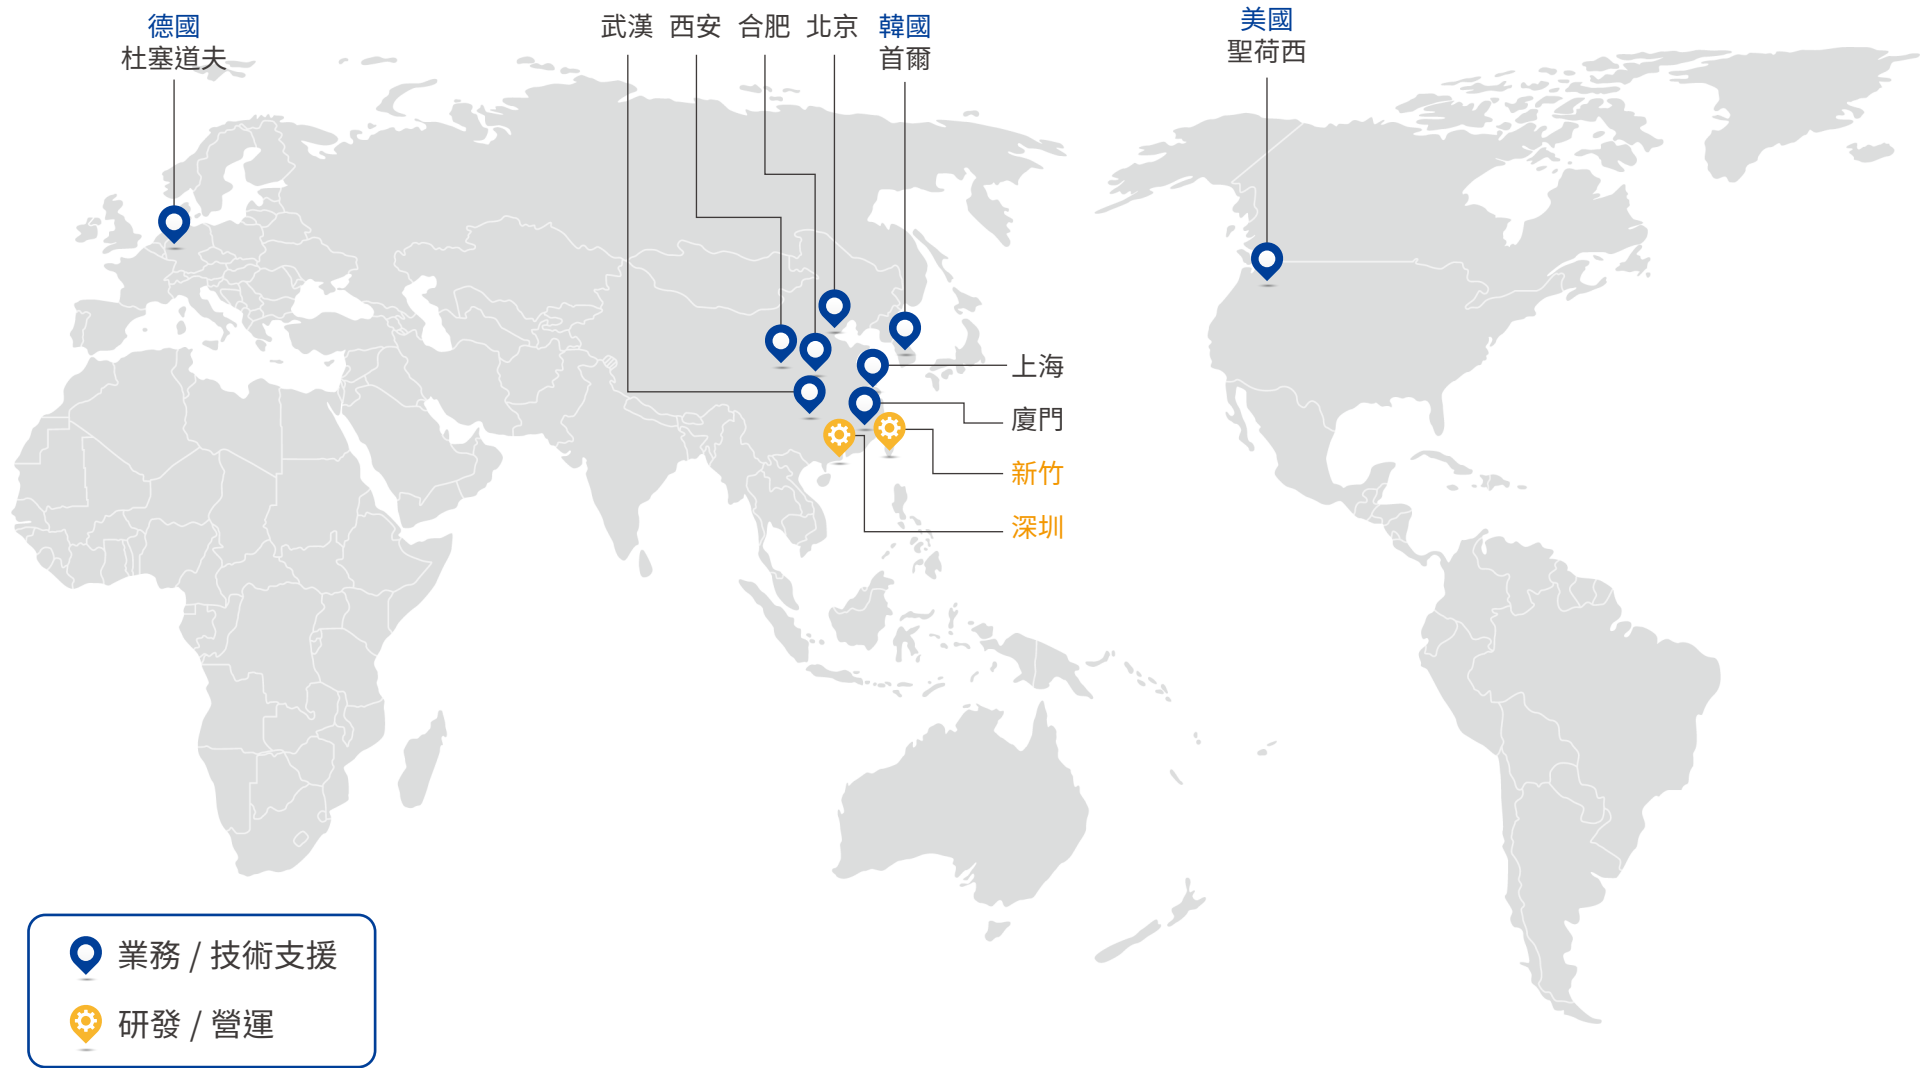 德國
杜塞道夫
武漢
西安
合肥
北京
韓國
首爾
美國
聖荷西
上海
廈門
新竹
深圳
業務 / 技術支援
研發 / 營運